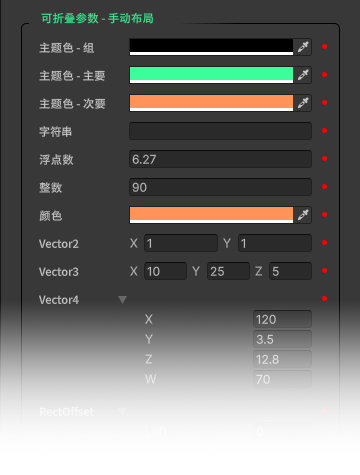 可折叠参数 - 手动布局
主题色 - 组
主题色 - 主要
主题色 - 次要
字符串
浮点数 6.27
整数 90
颜色
Vector2 X 1 Y 1
Vector3 X 10 Y 25 Z 5
Vector4
X 120
Y 3.5
Z 12.8
W 70
RectOffset